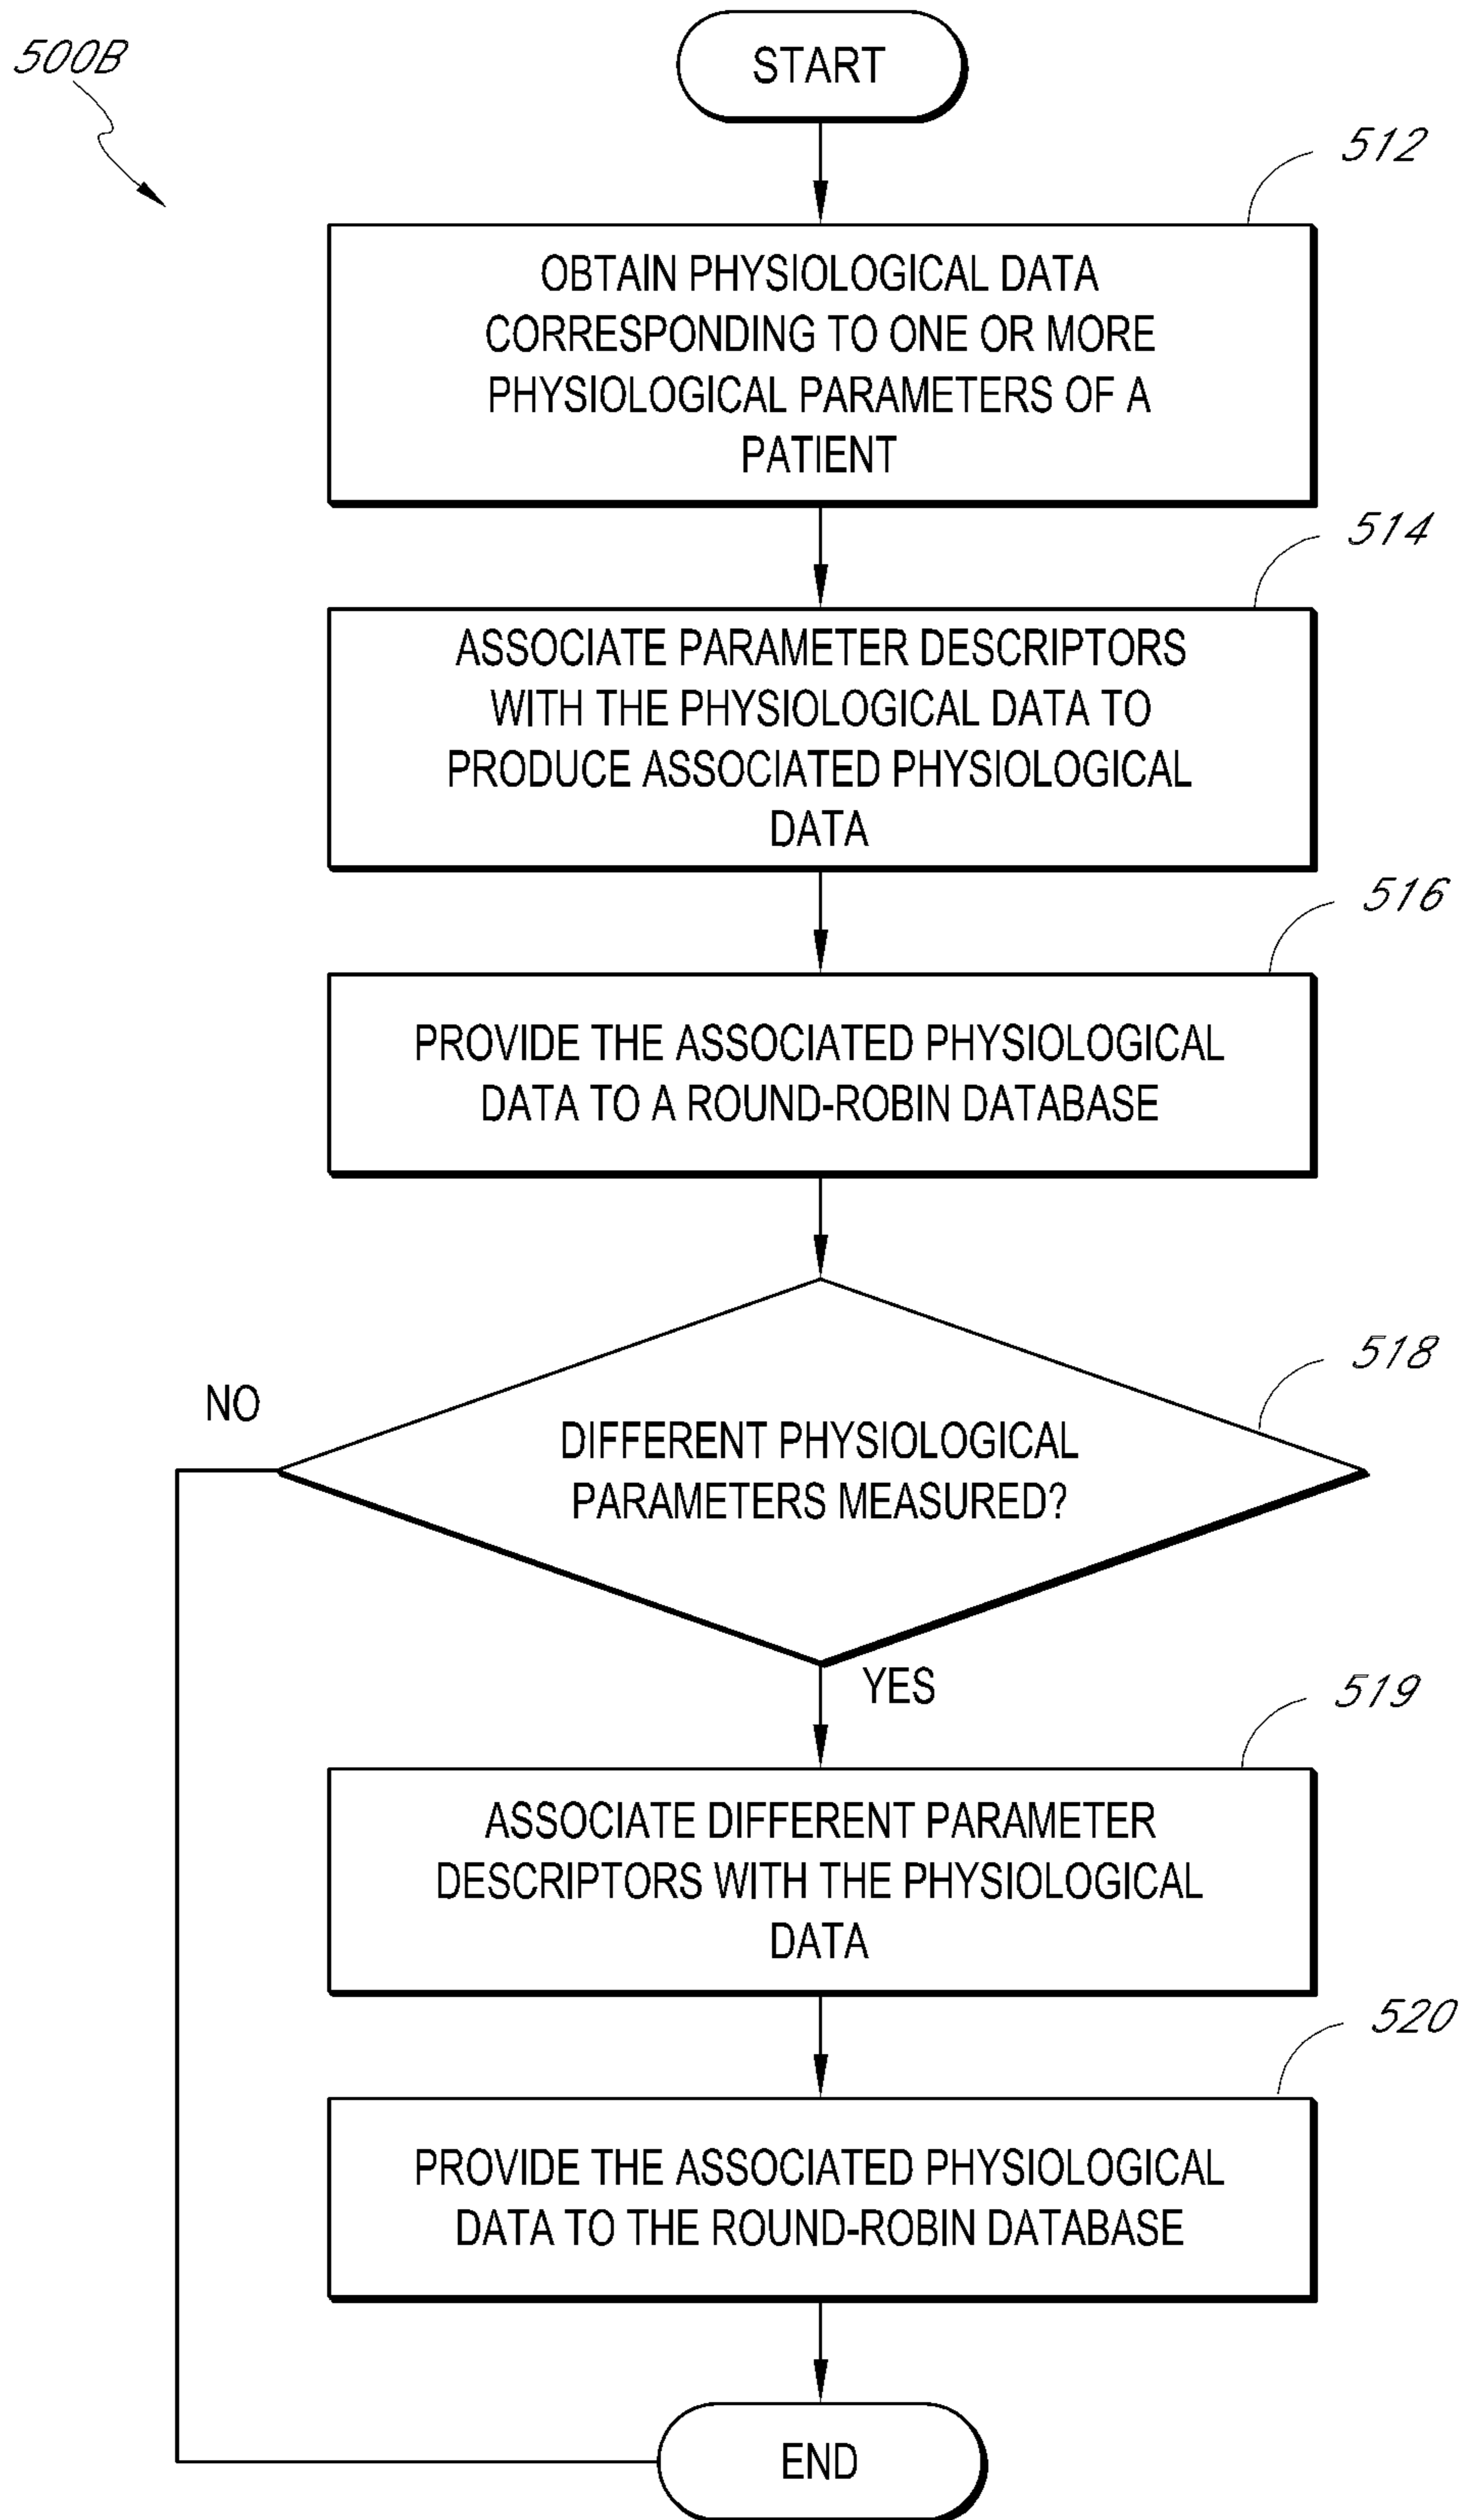 500B
START
512
OBTAIN PHYSIOLOGICAL DATA
CORRESPONDING TO ONE OR MORE
PHYSIOLOGICAL PARAMETERS OF A
PATIENT
514
ASSOCIATE PARAMETER DESCRIPTORS
WITH THE PHYSIOLOGICAL DATA TO
PRODUCE ASSOCIATED PHYSIOLOGICAL
DATA
516
PROVIDE THE ASSOCIATED PHYSIOLOGICAL
DATA TO A ROUND-ROBIN DATABASE
518
NO
DIFFERENT PHYSIOLOGICAL
PARAMETERS MEASURED?
YES
519
ASSOCIATE DIFFERENT PARAMETER
DESCRIPTORS WITH THE PHYSIOLOGICAL
DATA
520
PROVIDE THE ASSOCIATED PHYSIOLOGICAL
DATA TO THE ROUND-ROBIN DATABASE
END